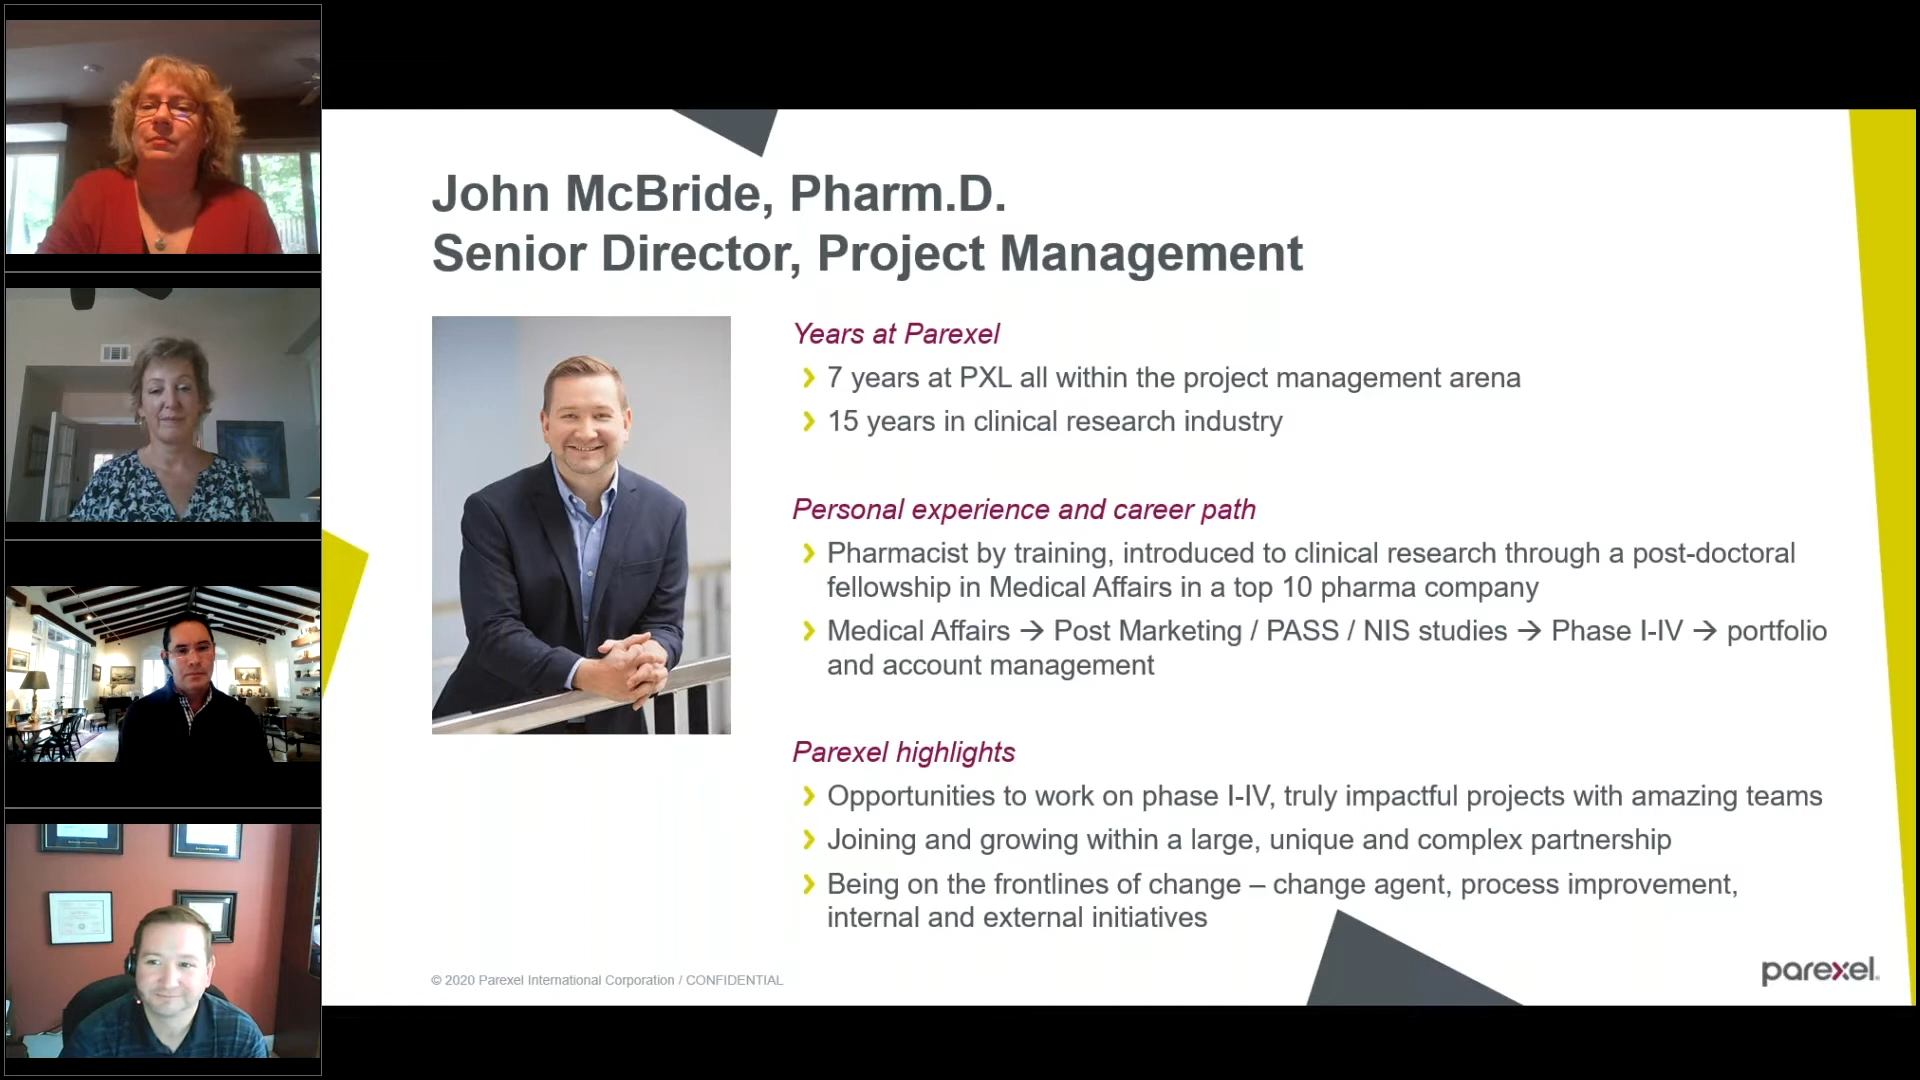 John McBride, Pharm.D.
Senior Director, Project Management
Years at Parexel
7 years at PXL all within the project management arena
15 years in clinical research industry
Personal experience and career path
Pharmacist by training, introduced to clinical research through a post-doctoral
fellowship in Medical Affairs in a top 10 pharma company
Medical Affairs → Post Marketing / PASS / NIS studies → Phase I-IV → portfolio
and account management
Parexel highlights
Opportunities to work on phase I-IV, truly impactful projects with amazing teams
Joining and growing within a large, unique and complex partnership
Being on the frontlines of change – change agent, process improvement,
internal and external initiatives
© 2020 Parexel International Corporation / CONFIDENTIAL
parexel.